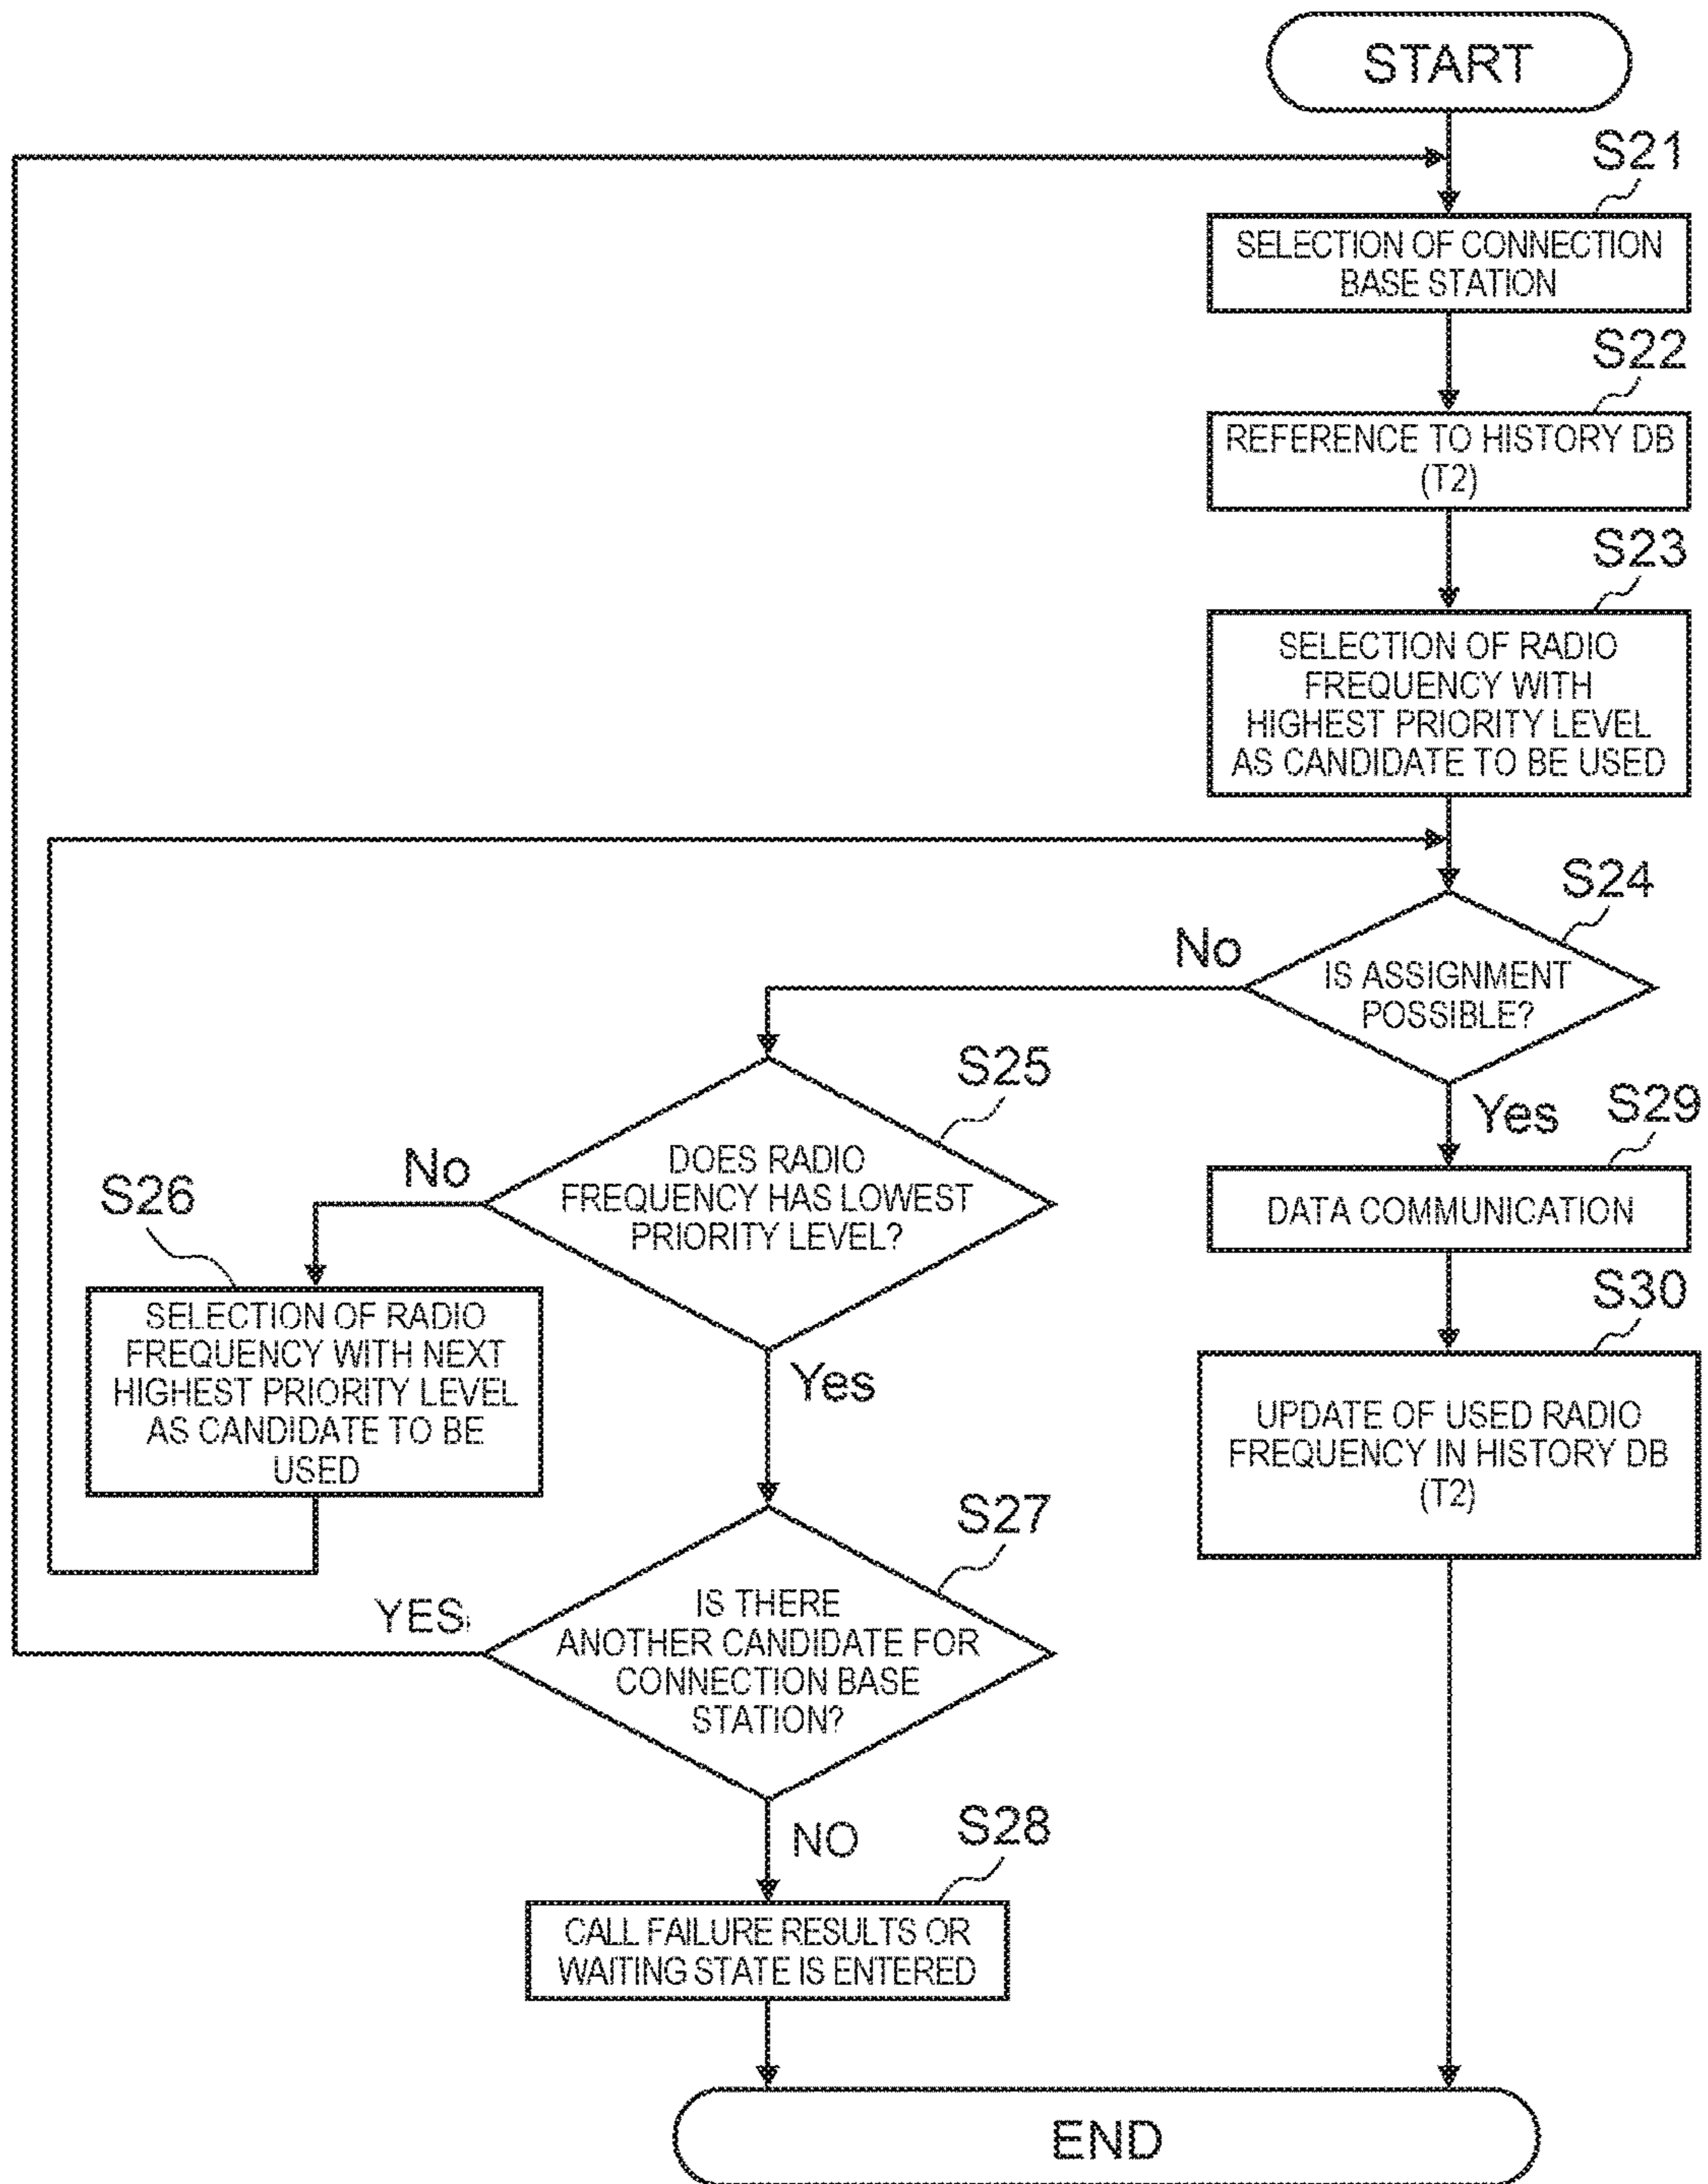 START
S21
SELECTION OF CONNECTION
BASE STATION
S22
REFERENCE TO HISTORY DB
(T2)
S23
SELECTION OF RADIO
FREQUENCY WITH
HIGHEST PRIORITY LEVEL
AS CANDIDATE TO BE USED
S24
IS ASSIGNMENT
POSSIBLE?
No
Yes
S25
DOES RADIO
FREQUENCY HAS LOWEST
PRIORITY LEVEL?
No
Yes
S26
SELECTION OF RADIO
FREQUENCY WITH NEXT
HIGHEST PRIORITY LEVEL
AS CANDIDATE TO BE
USED
S27
IS THERE
ANOTHER CANDIDATE FOR
CONNECTION BASE
STATION?
YES
NO
S28
CALL FAILURE RESULTS OR
WAITING STATE IS ENTERED
S29
DATA COMMUNICATION
S30
UPDATE OF USED RADIO
FREQUENCY IN HISTORY DB
(T2)
END